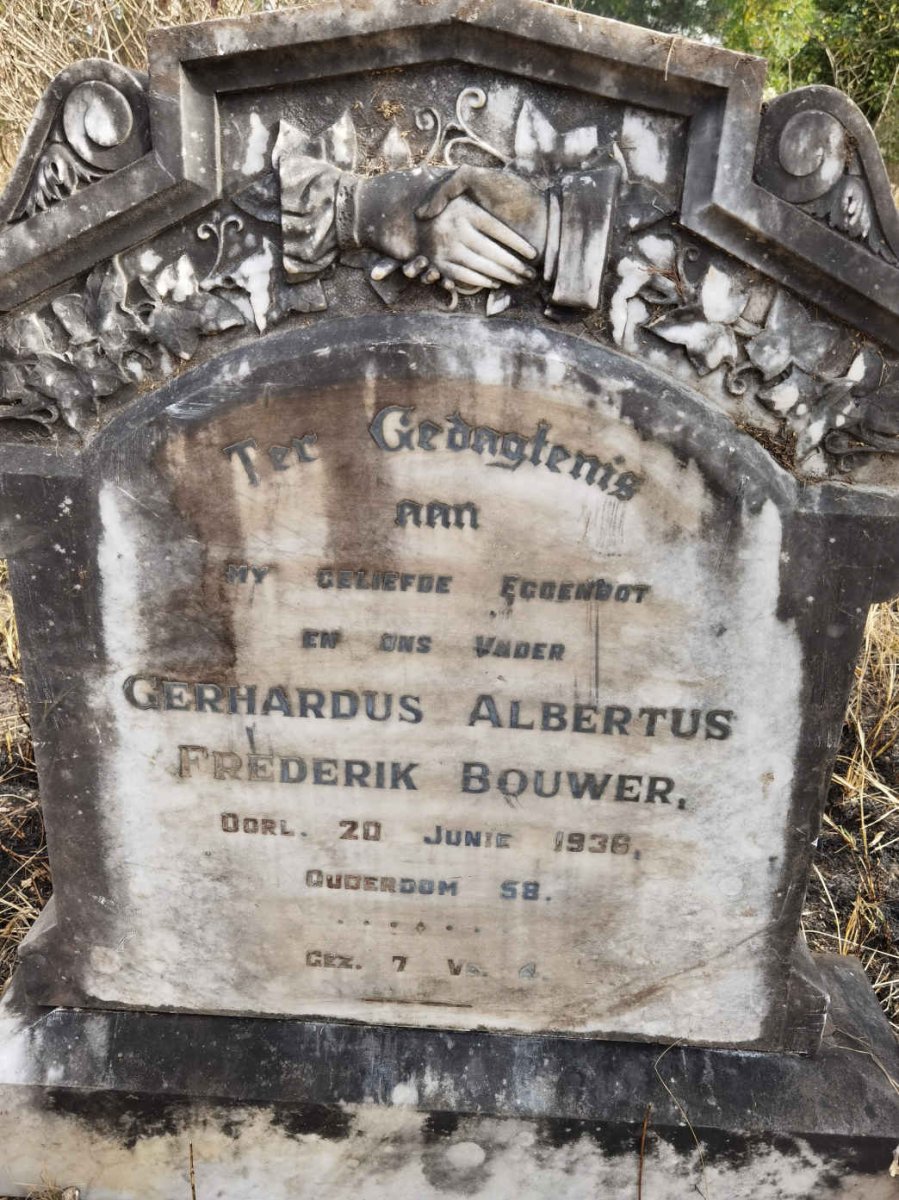 Ter Gedagtenis
aan
MY GELIEFDE EGGENOOT
EN ONS VADER
GERHARDUS ALBERTUS
FREDERIK BOUWER,
OORL. 20 JUNIE 1936,
OUDERDOM 58.
GEZ. 7 VS. 4.